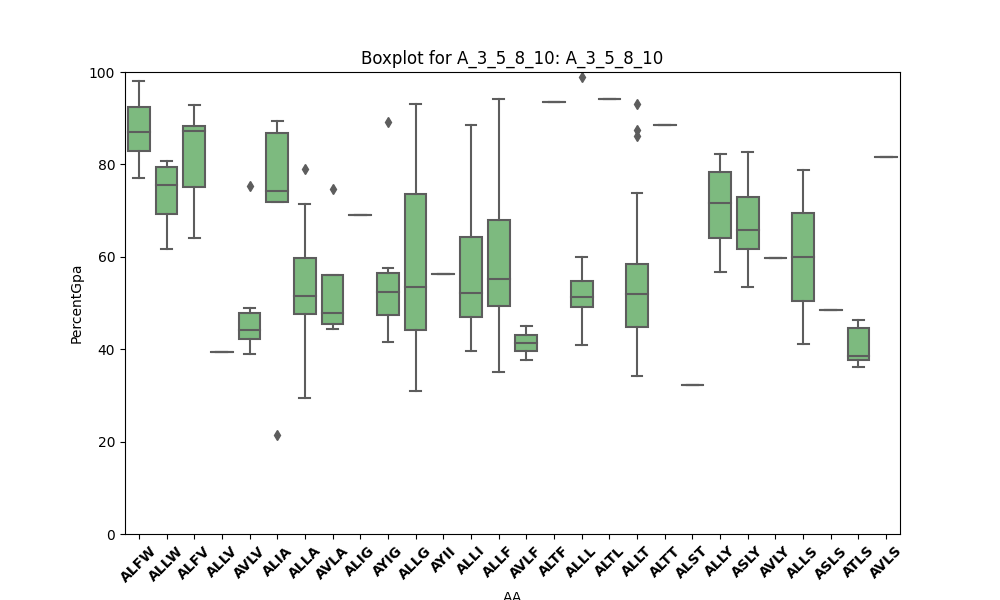 Boxplot for A_3_5_8_10: A_3_5_8_10
PercentGpa
100
80
60
40
20
0
ALFW ALLW ALFV ALLV AVLV ALIA ALLA AVLA ALIG AYIG ALLG AYII ALLI ALLF AVLF ALTF ALLL ALTL ALLT ALTT ALST ALLY ASLY AVLY ALLS ASLS ATLS AVLS
AA